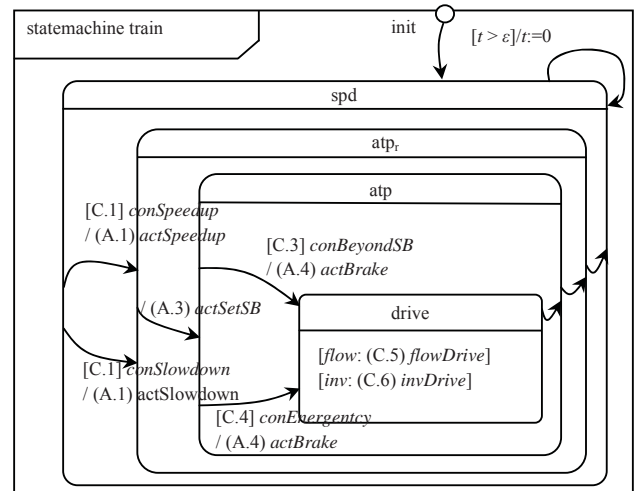 statemachine train
init
[t > ε]/t:=0
spd
atpr
atp
[C.1] conSpeedup
/ (A.1) actSpeedup
[C.3] conBeyondSB
/ (A.4) actBrake
/ (A.3) actSetSB
drive
[flow: (C.5) flowDrive]
[inv: (C.6) invDrive]
[C.1] conSlowdown
/ (A.1) actSlowdown
[C.4] conEnergentcy
/ (A.4) actBrake